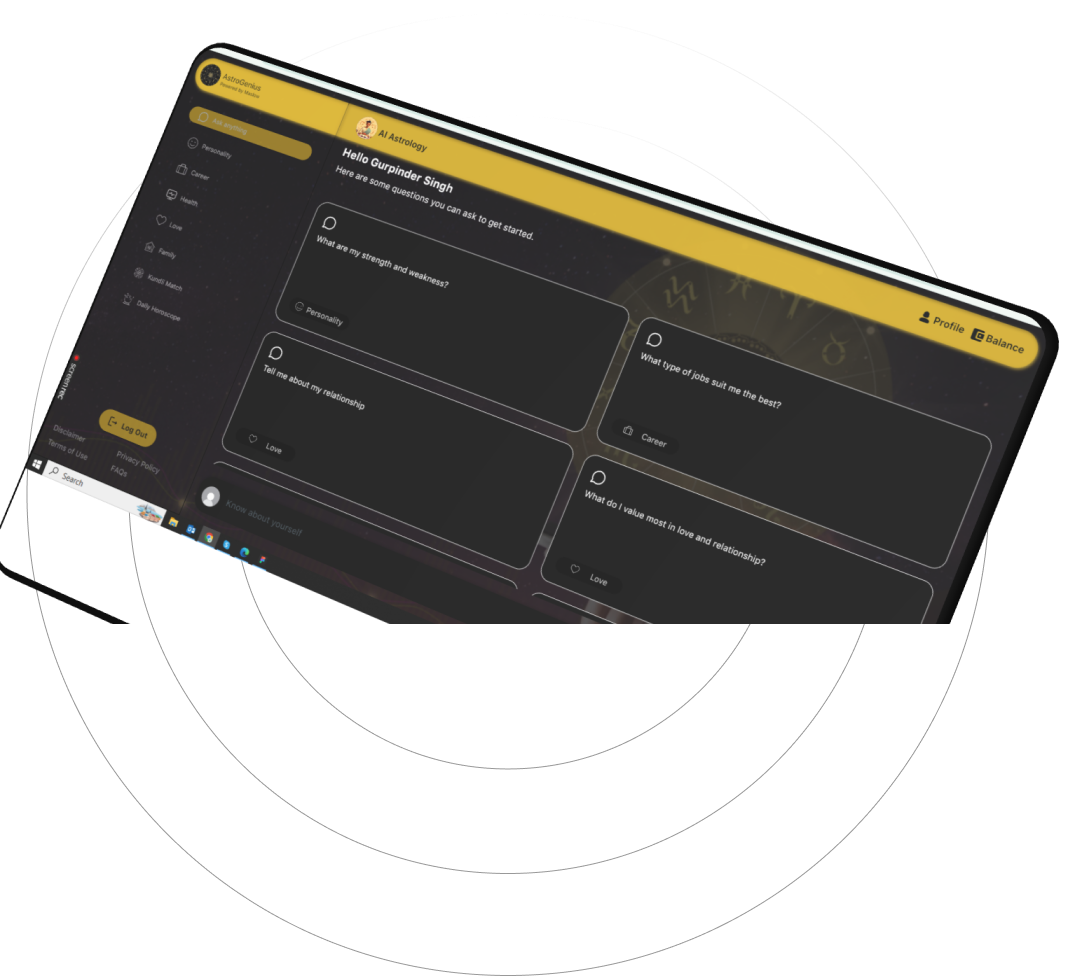 AstroGenius
AI Astrology
Profile
Balance
Ask anything
Personality
Career
Health
Love
Family
Kundli Match
Daily Horoscope
screen rec
Log Out
Disclaimer
Privacy Policy
Terms of Use
FAQs
Hello Gurpinder Singh
Here are some questions you can ask to get started.
What are my strength and weakness?
Personality
What type of jobs suit me the best?
Career
Tell me about my relationship
Love
What do I value most in love and relationship?
Love
Know about yourself
Search